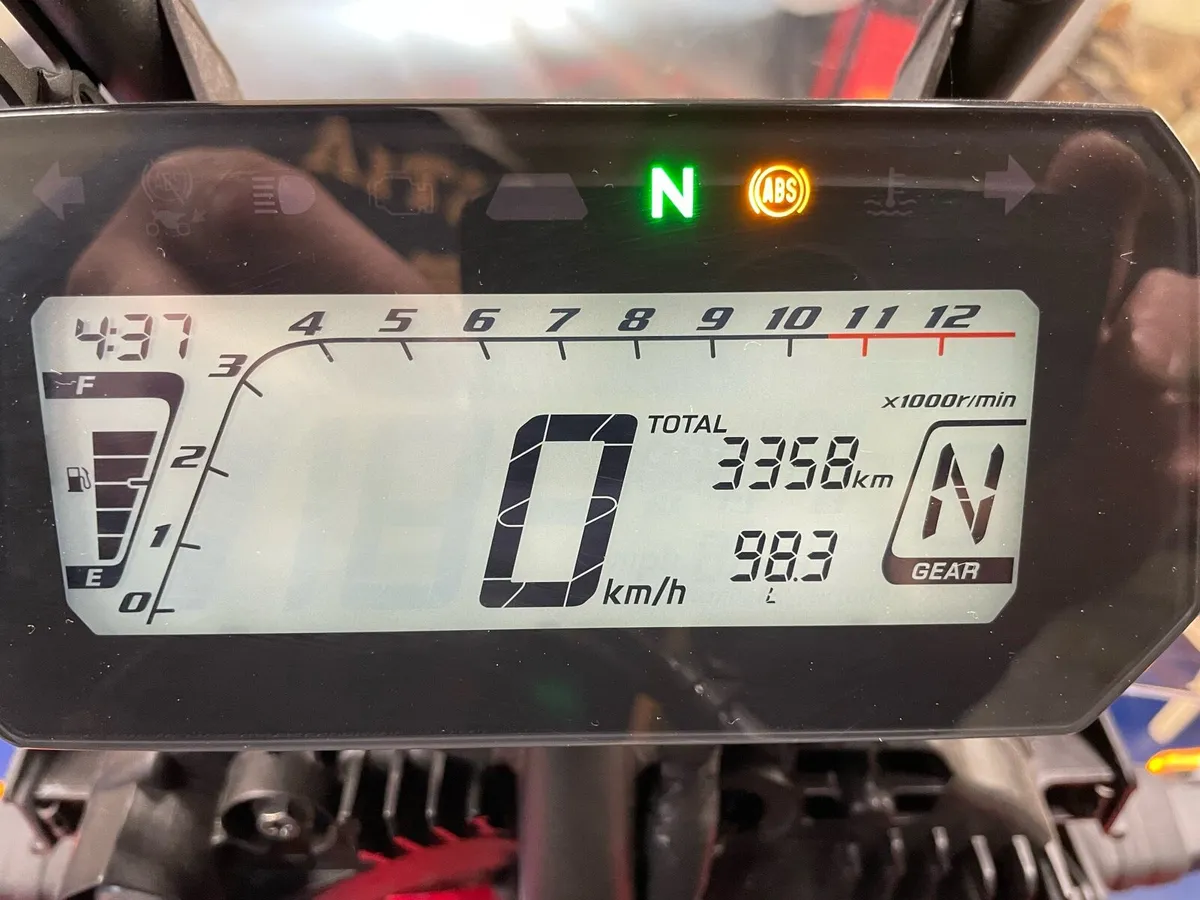 N ABS
4 5 6 7 8 9 10 11 12
4:37
3
F
x1000r/min
TOTAL
3358km
2
N
1
98.3
L
0 km/h
GEAR
E
0